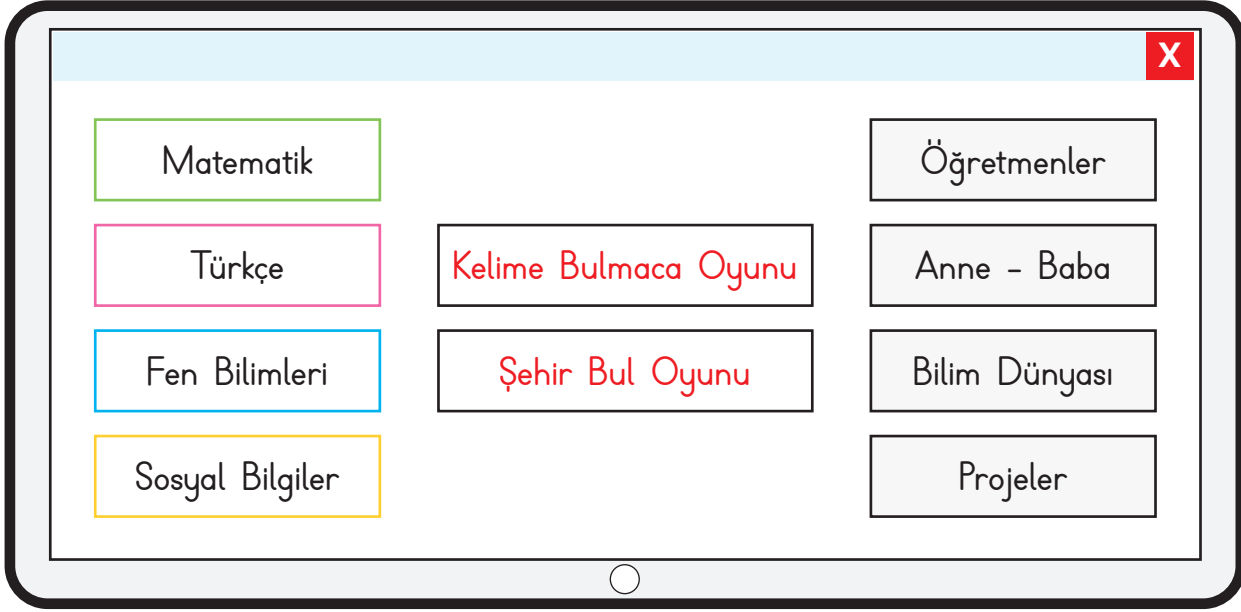 X
Matematik
Türkçe
Fen Bilimleri
Sosyal Bilgiler
Kelime Bulmaca Oyunu
Şehir Bul Oyunu
Öğretmenler
Anne - Baba
Bilim Dünyası
Projeler